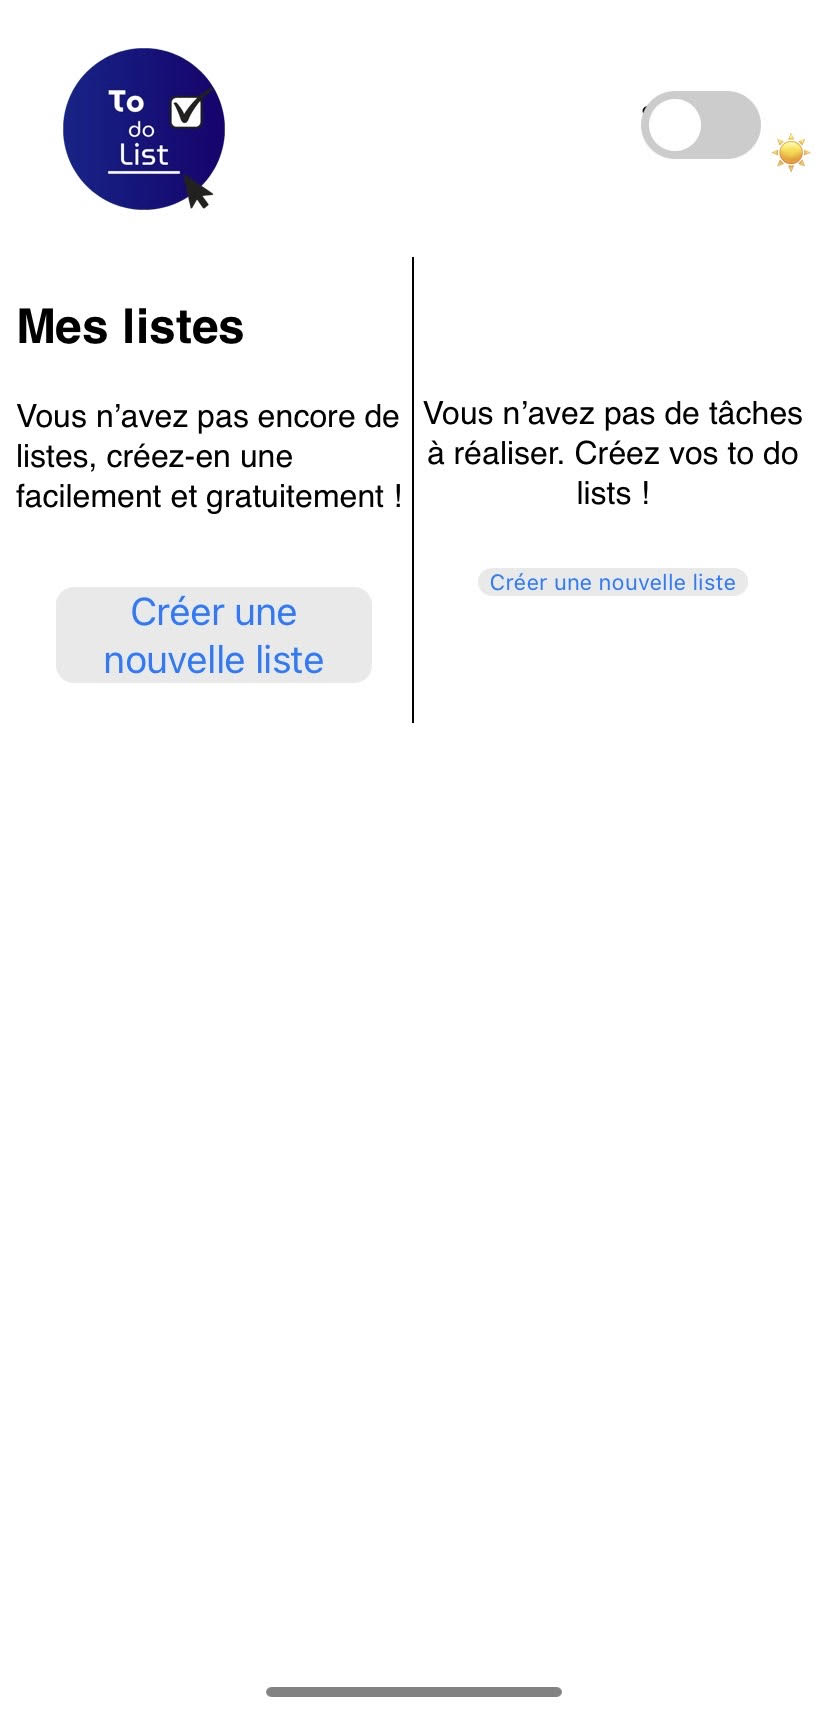 To
do
List
Mes listes
Vous n’avez pas encore de
listes, créez-en une
facilement et gratuitement !
Créer une
nouvelle liste
Vous n’avez pas de tâches
à réaliser. Créez vos to do
lists !
Créer une nouvelle liste